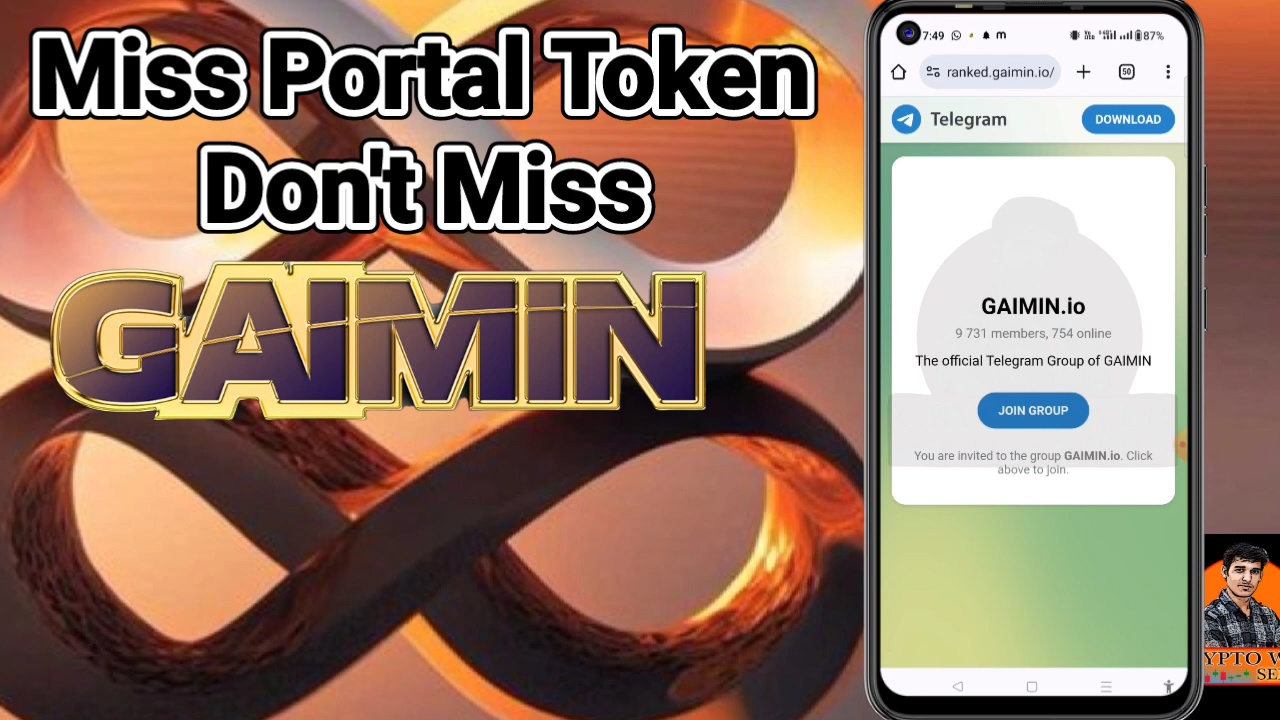 Miss Portal Token
Don't Miss
GAIMIN
7:49
87%
ranked.gaimin.io/
50
Telegram
DOWNLOAD
GAIMIN.io
9 731 members, 754 online
The official Telegram Group of GAIMIN
JOIN GROUP
You are invited to the group GAIMIN.io. Click
above to join.
YPTO W
SE